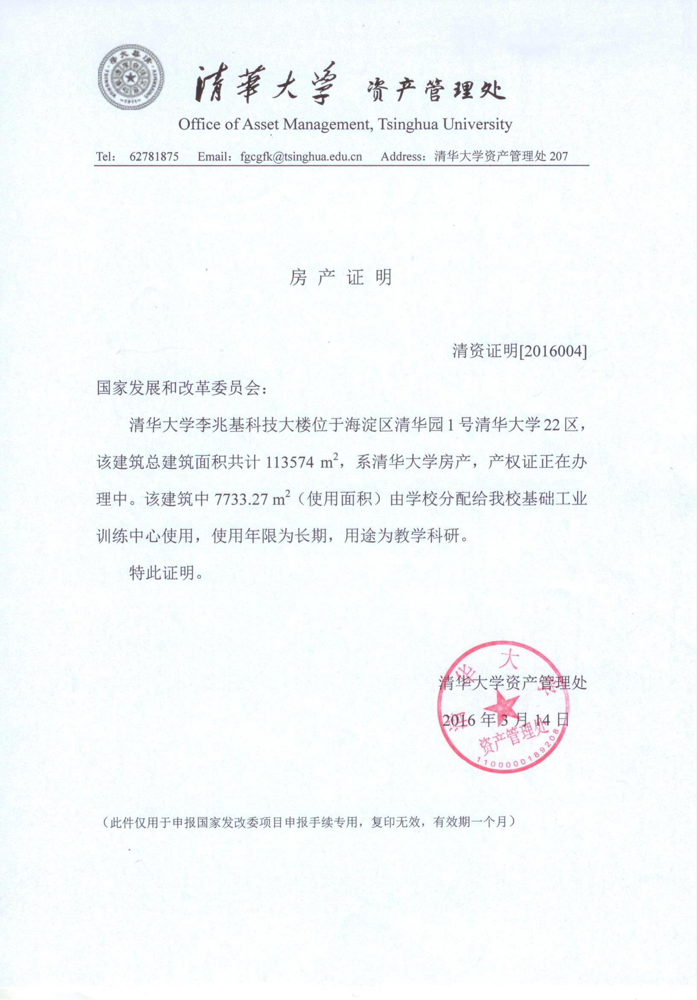 清華大学 资产管理处
Office of Asset Management, Tsinghua University
Tel： 62781875 Email：fgcgfk@tsinghua.edu.cn Address：清华大学资产管理处 207
房 产 证 明
清资证明[2016004]
国家发展和改革委员会：
清华大学李兆基科技大楼位于海淀区清华园 1 号清华大学 22 区，
该建筑总建筑面积共计 113574 m²，系清华大学房产，产权证正在办
理中。该建筑中 7733.27 m²（使用面积）由学校分配给我校基础工业
训练中心使用，使用年限为长期，用途为教学科研。
特此证明。
清华大学资产管理处
2016 年 3 月 14 日
清华大学
资产管理处
1100000189208
（此件仅用于申报国家发改委项目申报手续专用，复印无效，有效期一个月）